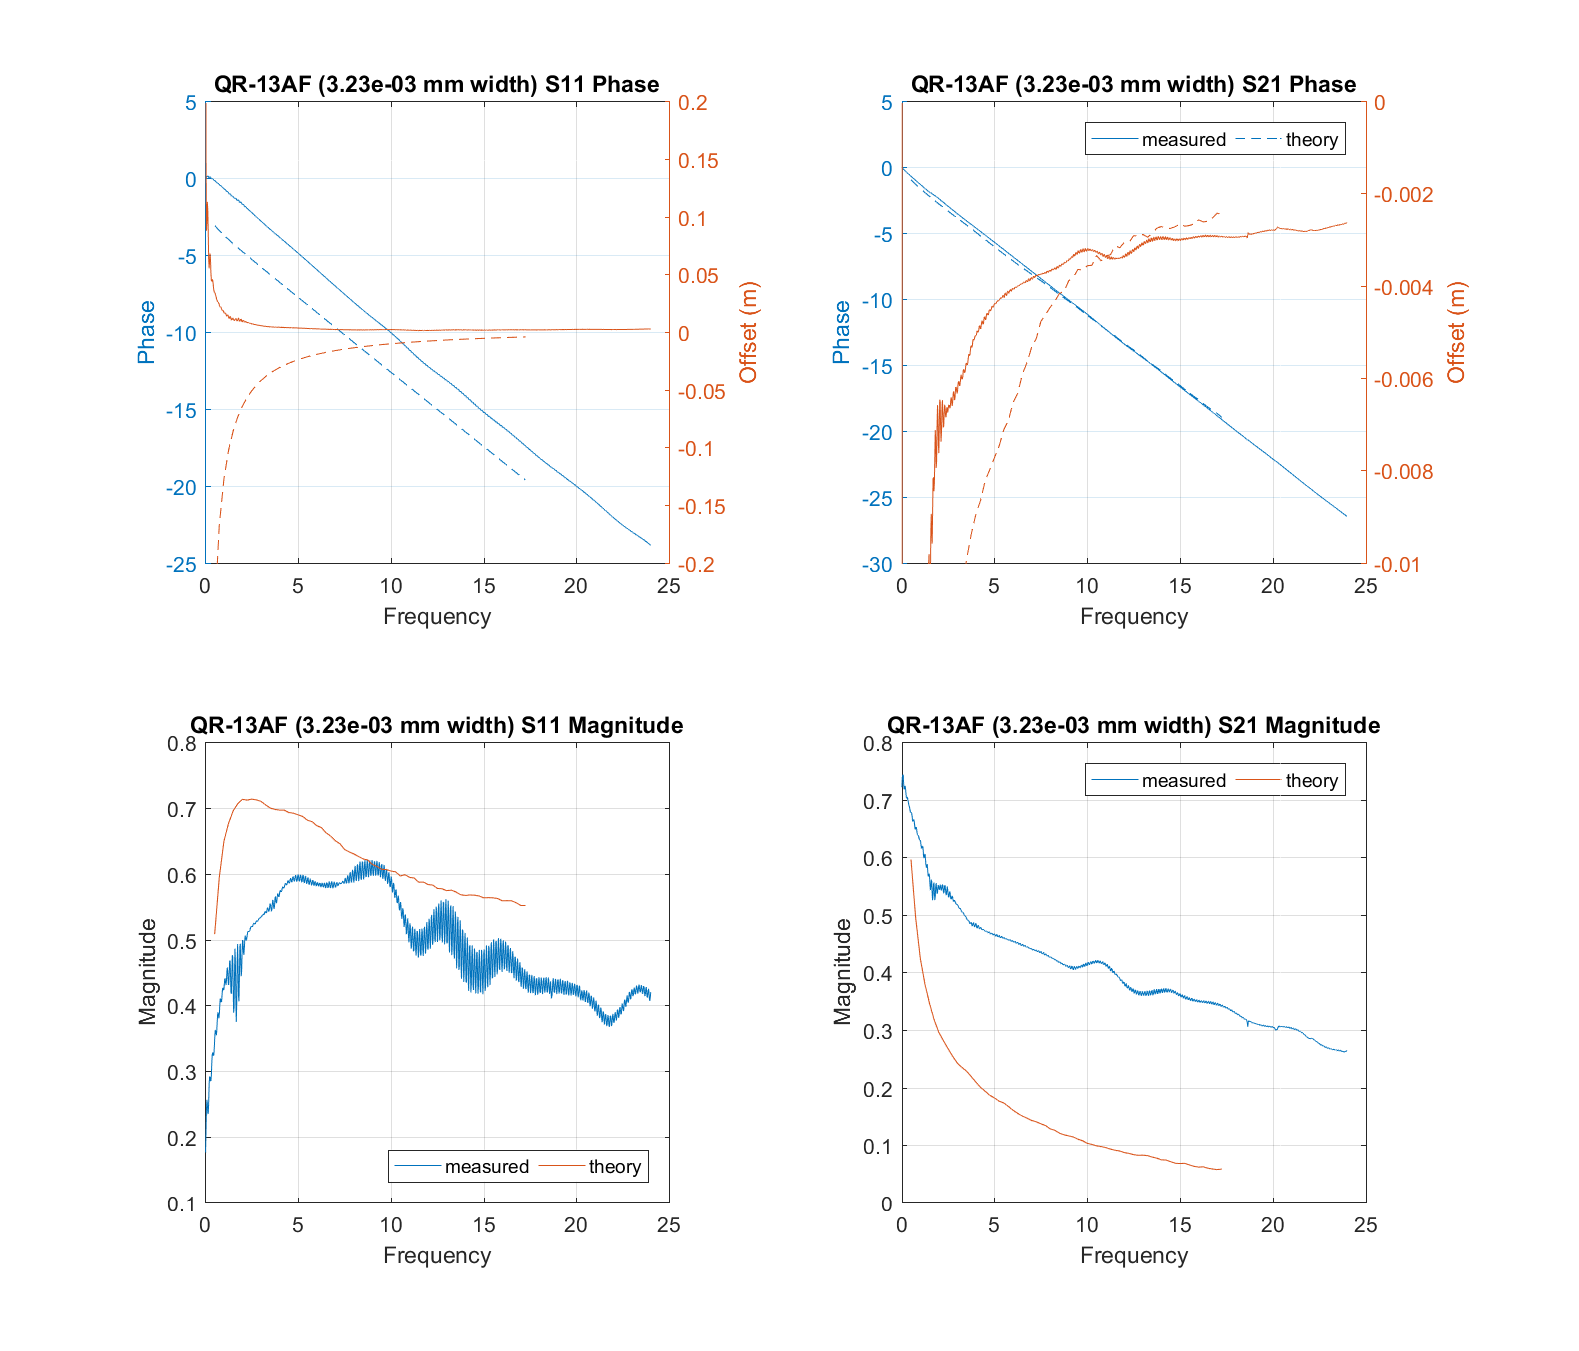 QR-13AF (3.23e-03 mm width) S11 Phase
5
0
-5
-10
-15
-20
-25
Phase
0.2
0.15
0.1
0.05
0
-0.05
-0.1
-0.15
-0.2
Offset (m)
0 5 10 15 20 25
Frequency
QR-13AF (3.23e-03 mm width) S21 Phase
measured theory
5
0
-5
-10
-15
-20
-25
-30
Phase
0
-0.002
-0.004
-0.006
-0.008
-0.01
Offset (m)
0 5 10 15 20 25
Frequency
QR-13AF (3.23e-03 mm width) S11 Magnitude
0.8
0.7
0.6
0.5
0.4
0.3
0.2
0.1
Magnitude
measured theory
0 5 10 15 20 25
Frequency
QR-13AF (3.23e-03 mm width) S21 Magnitude
measured theory
0.8
0.7
0.6
0.5
0.4
0.3
0.2
0.1
0
Magnitude
0 5 10 15 20 25
Frequency